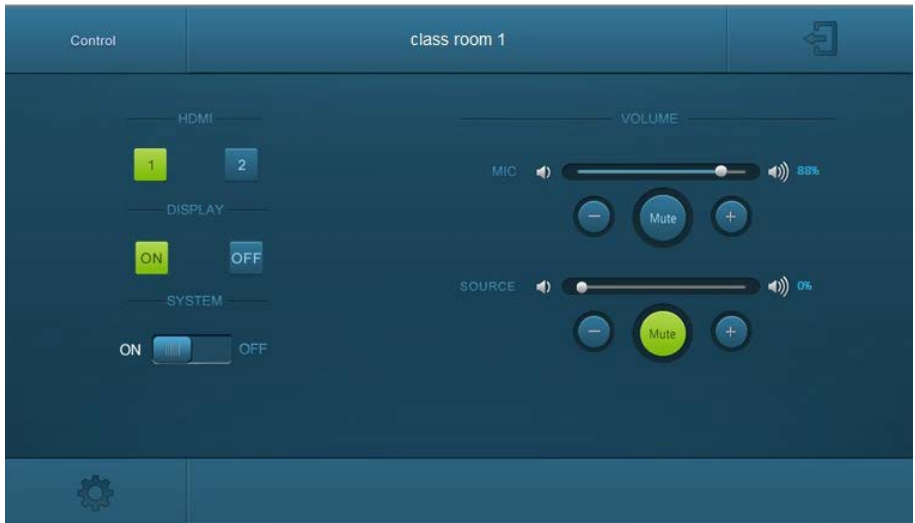 Control
class room 1
HDMI
1 2
DISPLAY
ON OFF
SYSTEM
ON OFF
VOLUME
MIC 88%
− Mute +
SOURCE 0%
− Mute +